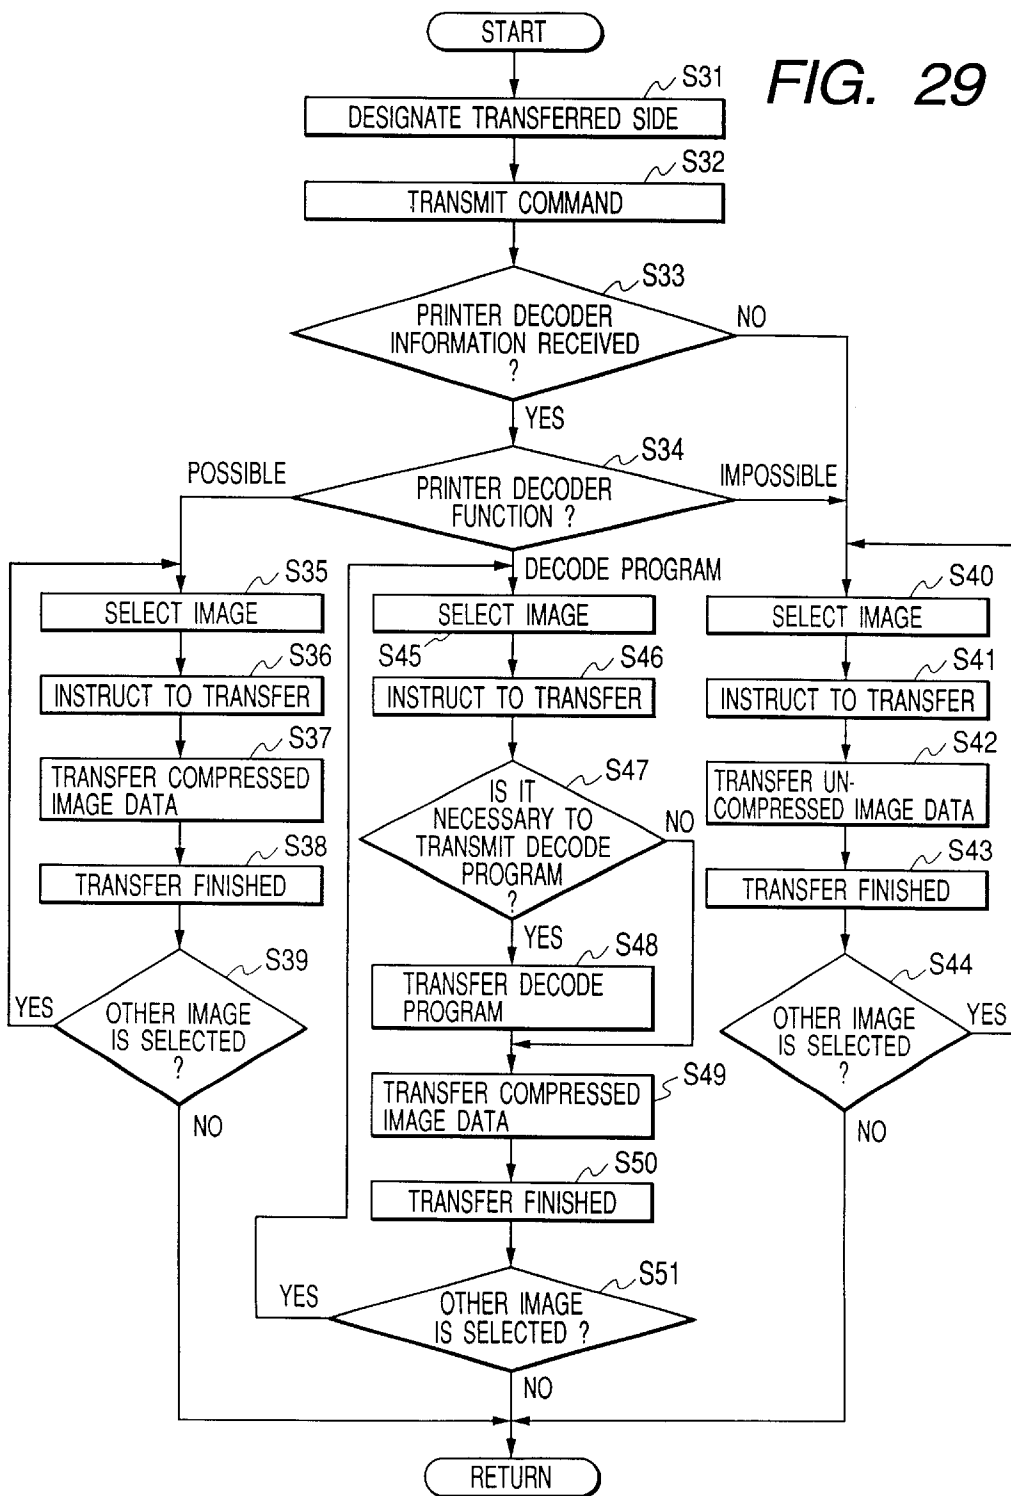 START
FIG. 29
S31
DESIGNATE TRANSFERRED SIDE
S32
TRANSMIT COMMAND
S33
PRINTER DECODER
INFORMATION RECEIVED
?
NO
YES
S34
PRINTER DECODER
FUNCTION ?
POSSIBLE
IMPOSSIBLE
DECODE PROGRAM
S35
SELECT IMAGE
S36
INSTRUCT TO TRANSFER
S37
TRANSFER COMPRESSED
IMAGE DATA
S38
TRANSFER FINISHED
S39
OTHER IMAGE
IS SELECTED
?
YES
NO
SELECT IMAGE
S45
S46
INSTRUCT TO TRANSFER
S47
IS IT
NECESSARY TO
TRANSMIT DECODE
PROGRAM
?
NO
YES
S48
TRANSFER DECODE
PROGRAM
S49
TRANSFER COMPRESSED
IMAGE DATA
S50
TRANSFER FINISHED
S51
OTHER IMAGE
IS SELECTED ?
YES
NO
S40
SELECT IMAGE
S41
INSTRUCT TO TRANSFER
S42
TRANSFER UN-
COMPRESSED IMAGE DATA
S43
TRANSFER FINISHED
S44
OTHER IMAGE
IS SELECTED
?
YES
NO
RETURN